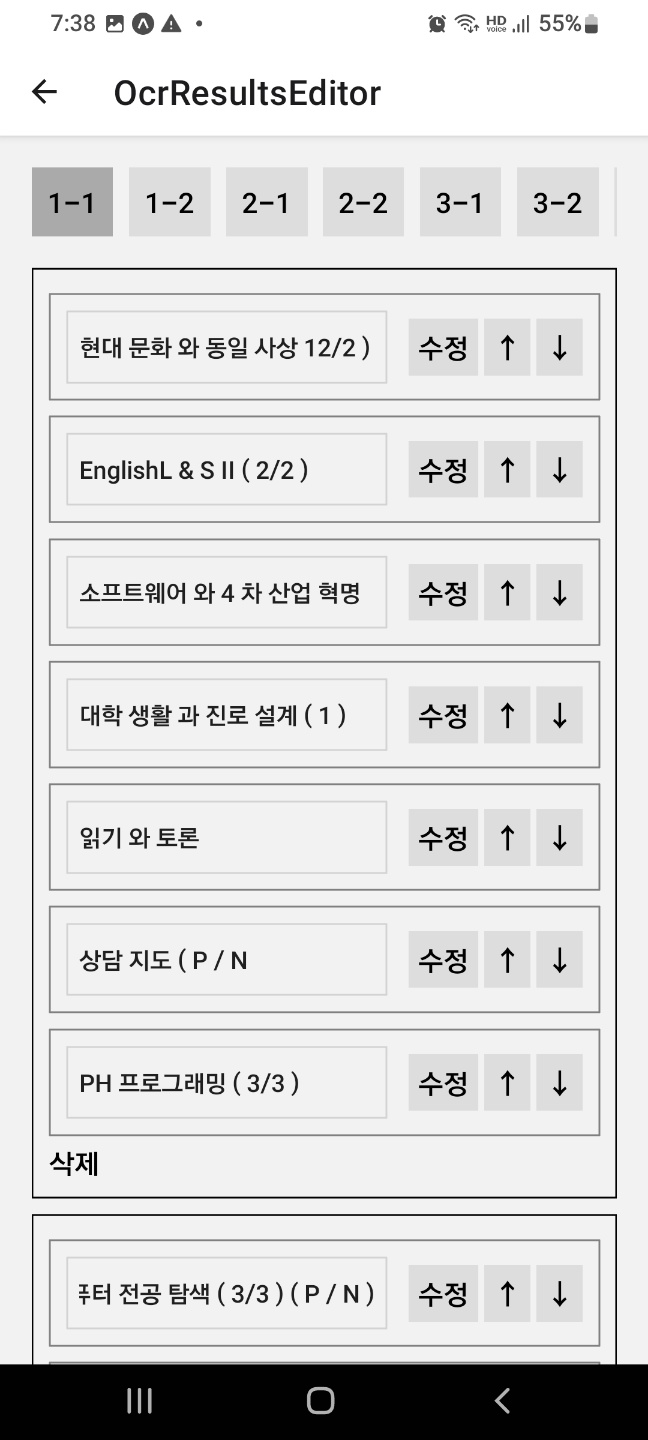 7:38 HD voice 55%
OcrResultsEditor
1-1 1-2 2-1 2-2 3-1 3-2
현대 문화 와 동일 사상 12/2 ) 수정 ↑ ↓
EnglishL & S II ( 2/2 ) 수정 ↑ ↓
소프트웨어 와 4 차 산업 혁명 수정 ↑ ↓
대학 생활 과 진로 설계 ( 1 ) 수정 ↑ ↓
읽기 와 토론 수정 ↑ ↓
상담 지도 ( P / N 수정 ↑ ↓
PH 프로그래밍 ( 3/3 ) 수정 ↑ ↓
삭제
터 전공 탐색 ( 3/3 ) ( P / N ) 수정 ↑ ↓